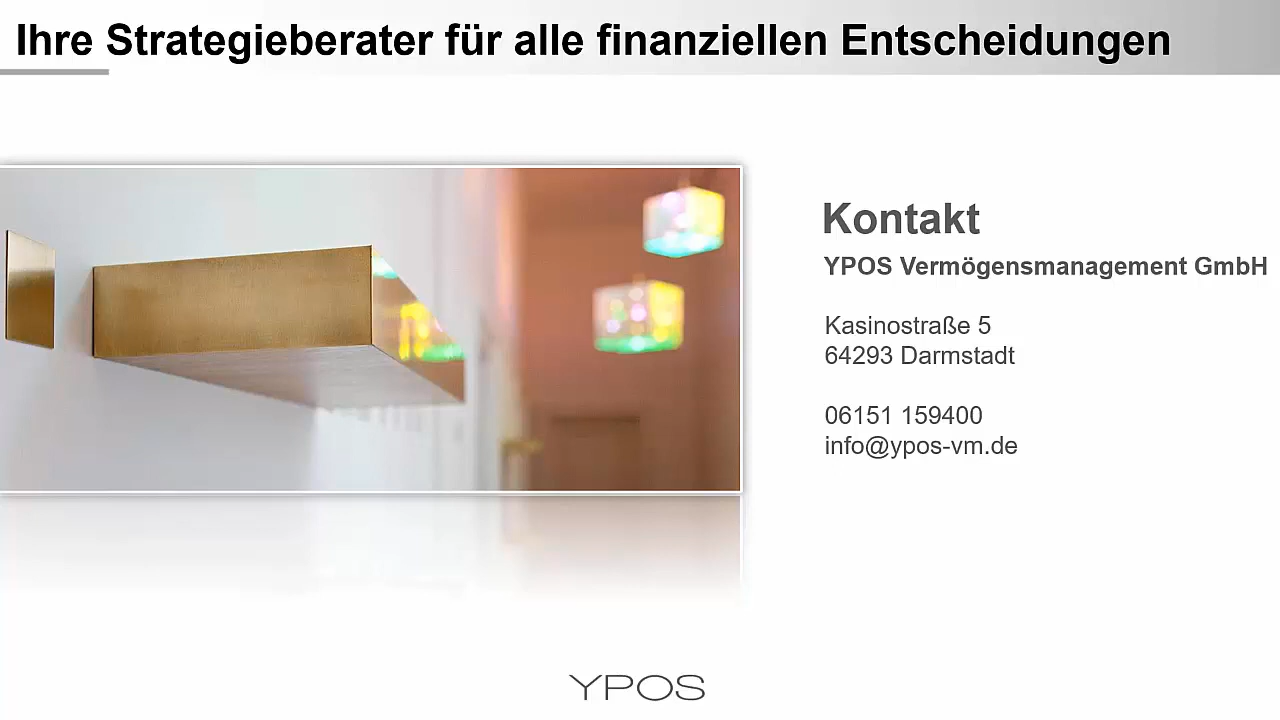 Ihre Strategieberater für alle finanziellen Entscheidungen
Kontakt
YPOS Vermögensmanagement GmbH
Kasinostraße 5
64293 Darmstadt
06151 159400
info@ypos-vm.de
YPOS